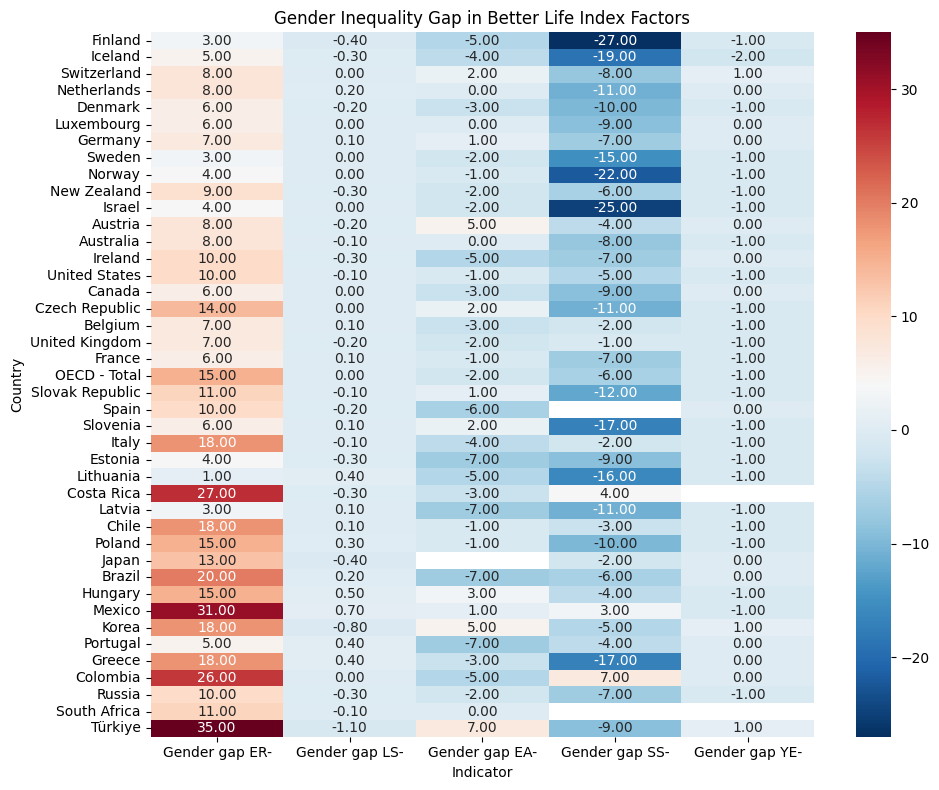 Gender Inequality Gap in Better Life Index Factors
Finland 3.00 -0.40 -5.00 -27.00 -1.00
Iceland 5.00 -0.30 -4.00 -19.00 -2.00
Switzerland 8.00 0.00 2.00 -8.00 1.00
Netherlands 8.00 0.20 0.00 -11.00 0.00
Denmark 6.00 -0.20 -3.00 -10.00 -1.00
Luxembourg 6.00 0.00 0.00 -9.00 0.00
Germany 7.00 0.10 1.00 -7.00 0.00
Sweden 3.00 0.00 -2.00 -15.00 -1.00
Norway 4.00 0.00 -1.00 -22.00 -1.00
New Zealand 9.00 -0.30 -2.00 -6.00 -1.00
Israel 4.00 0.00 -2.00 -25.00 -1.00
Austria 8.00 -0.20 5.00 -4.00 0.00
Australia 8.00 -0.10 0.00 -8.00 -1.00
Ireland 10.00 -0.30 -5.00 -7.00 0.00
United States 10.00 -0.10 -1.00 -5.00 -1.00
Canada 6.00 0.00 -3.00 -9.00 0.00
Czech Republic 14.00 0.00 2.00 -11.00 -1.00
Belgium 7.00 0.10 -3.00 -2.00 -1.00
United Kingdom 7.00 -0.20 -2.00 -1.00 -1.00
France 6.00 0.10 -1.00 -7.00 -1.00
OECD - Total 15.00 0.00 -2.00 -6.00 -1.00
Slovak Republic 11.00 -0.10 1.00 -12.00 -1.00
Spain 10.00 -0.20 -6.00 0.00
Slovenia 6.00 0.10 2.00 -17.00 -1.00
Italy 18.00 -0.10 -4.00 -2.00 -1.00
Estonia 4.00 -0.30 -7.00 -9.00 -1.00
Lithuania 1.00 0.40 -5.00 -16.00 -1.00
Costa Rica 27.00 -0.30 -3.00 4.00
Latvia 3.00 0.10 -7.00 -11.00 -1.00
Chile 18.00 0.10 -1.00 -3.00 -1.00
Poland 15.00 0.30 -1.00 -10.00 -1.00
Japan 13.00 -0.40 -2.00 0.00
Brazil 20.00 0.20 -7.00 -6.00 0.00
Hungary 15.00 0.50 3.00 -4.00 -1.00
Mexico 31.00 0.70 1.00 3.00 -1.00
Korea 18.00 -0.80 5.00 -5.00 1.00
Portugal 5.00 0.40 -7.00 -4.00 0.00
Greece 18.00 0.40 -3.00 -17.00 0.00
Colombia 26.00 0.00 -5.00 7.00 0.00
Russia 10.00 -0.30 -2.00 -7.00 -1.00
South Africa 11.00 -0.10 0.00
Türkiye 35.00 -1.10 7.00 -9.00 1.00
Gender gap ER- Gender gap LS- Gender gap EA- Gender gap SS- Gender gap YE-
Indicator
Country
30
20
10
0
−10
−20